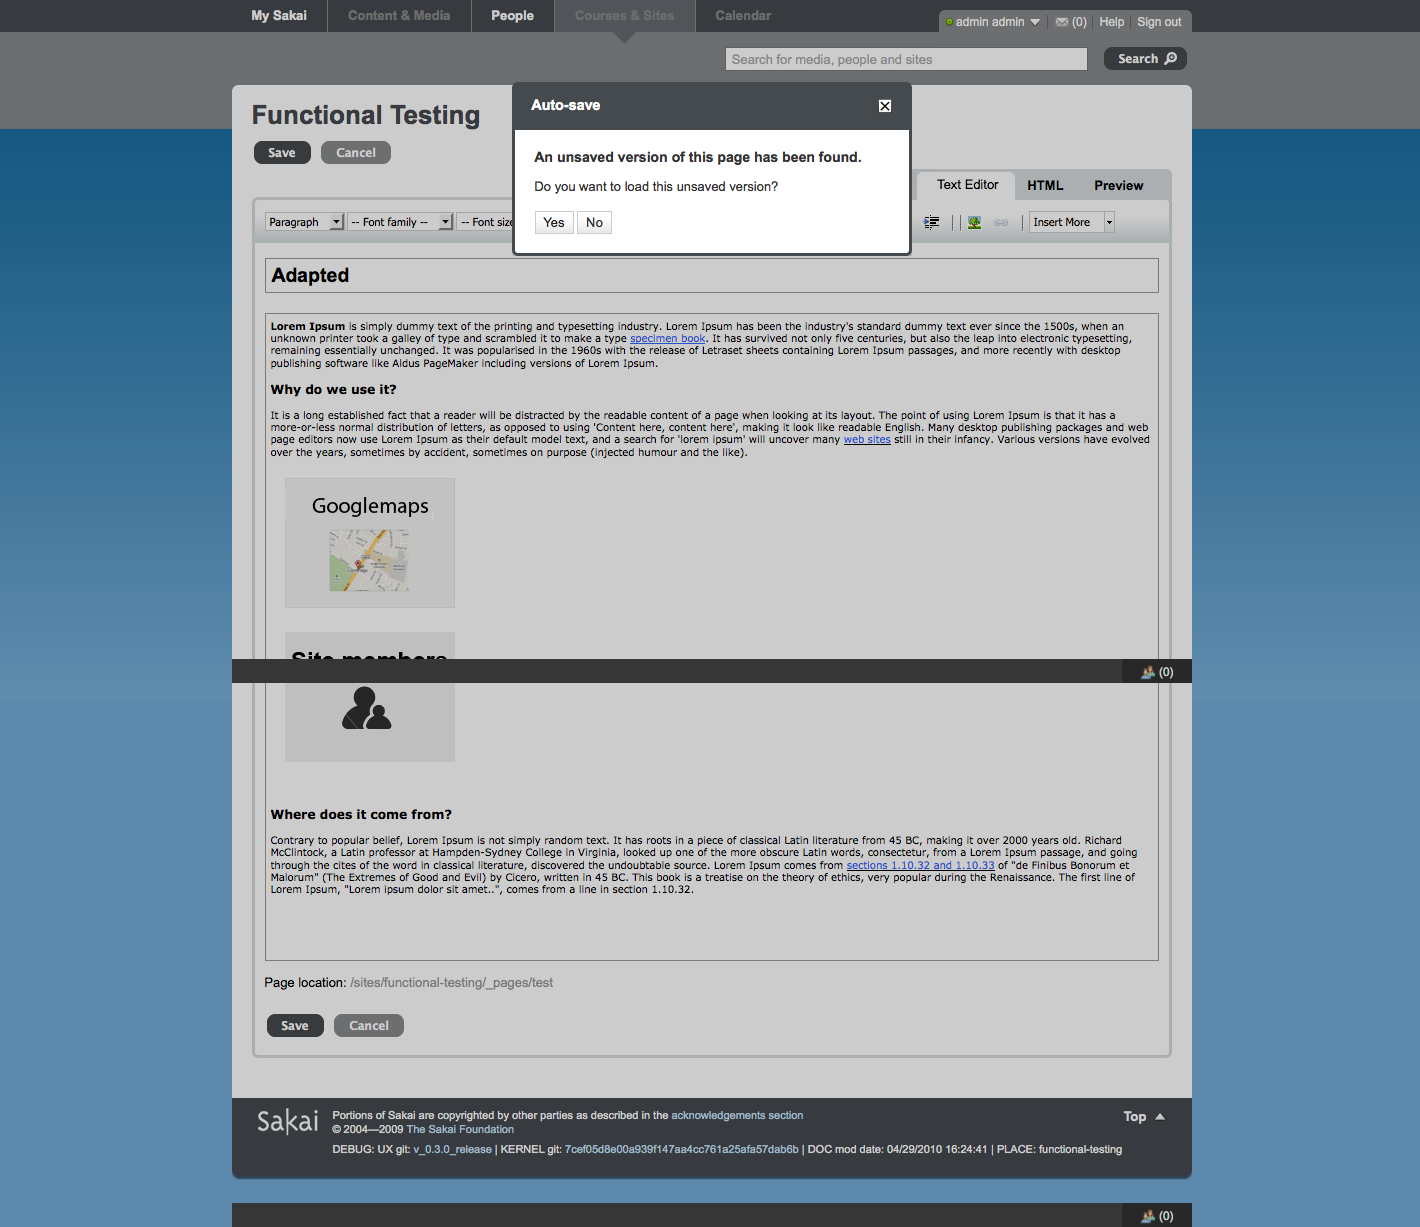 My Sakai
Content & Media
People
Courses & Sites
Calendar
admin admin
(0)
Help
Sign out
Search for media, people and sites
Search
Functional Testing
Save
Cancel
Auto-save
An unsaved version of this page has been found.
Do you want to load this unsaved version?
Yes
No
Text Editor
HTML
Preview
Paragraph
-- Font family --
-- Font size
Insert More
Adapted
Lorem Ipsum is simply dummy text of the printing and typesetting industry. Lorem Ipsum has been the industry's standard dummy text ever since the 1500s, when an
unknown printer took a galley of type and scrambled it to make a type specimen book. It has survived not only five centuries, but also the leap into electronic typesetting,
remaining essentially unchanged. It was popularised in the 1960s with the release of Letraset sheets containing Lorem Ipsum passages, and more recently with desktop
publishing software like Aldus PageMaker including versions of Lorem Ipsum.
Why do we use it?
It is a long established fact that a reader will be distracted by the readable content of a page when looking at its layout. The point of using Lorem Ipsum is that it has a
more-or-less normal distribution of letters, as opposed to using 'Content here, content here', making it look like readable English. Many desktop publishing packages and web
page editors now use Lorem Ipsum as their default model text, and a search for 'lorem ipsum' will uncover many web sites still in their infancy. Various versions have evolved
over the years, sometimes by accident, sometimes on purpose (injected humour and the like).
Googlemaps
Site members
(0)
Where does it come from?
Contrary to popular belief, Lorem Ipsum is not simply random text. It has roots in a piece of classical Latin literature from 45 BC, making it over 2000 years old. Richard
McClintock, a Latin professor at Hampden-Sydney College in Virginia, looked up one of the more obscure Latin words, consectetur, from a Lorem Ipsum passage, and going
through the cites of the word in classical literature, discovered the undoubtable source. Lorem Ipsum comes from sections 1.10.32 and 1.10.33 of "de Finibus Bonorum et
Malorum" (The Extremes of Good and Evil) by Cicero, written in 45 BC. This book is a treatise on the theory of ethics, very popular during the Renaissance. The first line of
Lorem Ipsum, "Lorem ipsum dolor sit amet..", comes from a line in section 1.10.32.
Page location: /sites/functional-testing/_pages/test
Save
Cancel
Sakai
Portions of Sakai are copyrighted by other parties as described in the acknowledgements section
© 2004—2009 The Sakai Foundation
DEBUG: UX git: v_0.3.0_release | KERNEL git: 7cef05d8e00a939f147aa4cc761a25afa57dab6b | DOC mod date: 04/29/2010 16:24:41 | PLACE: functional-testing
Top
(0)